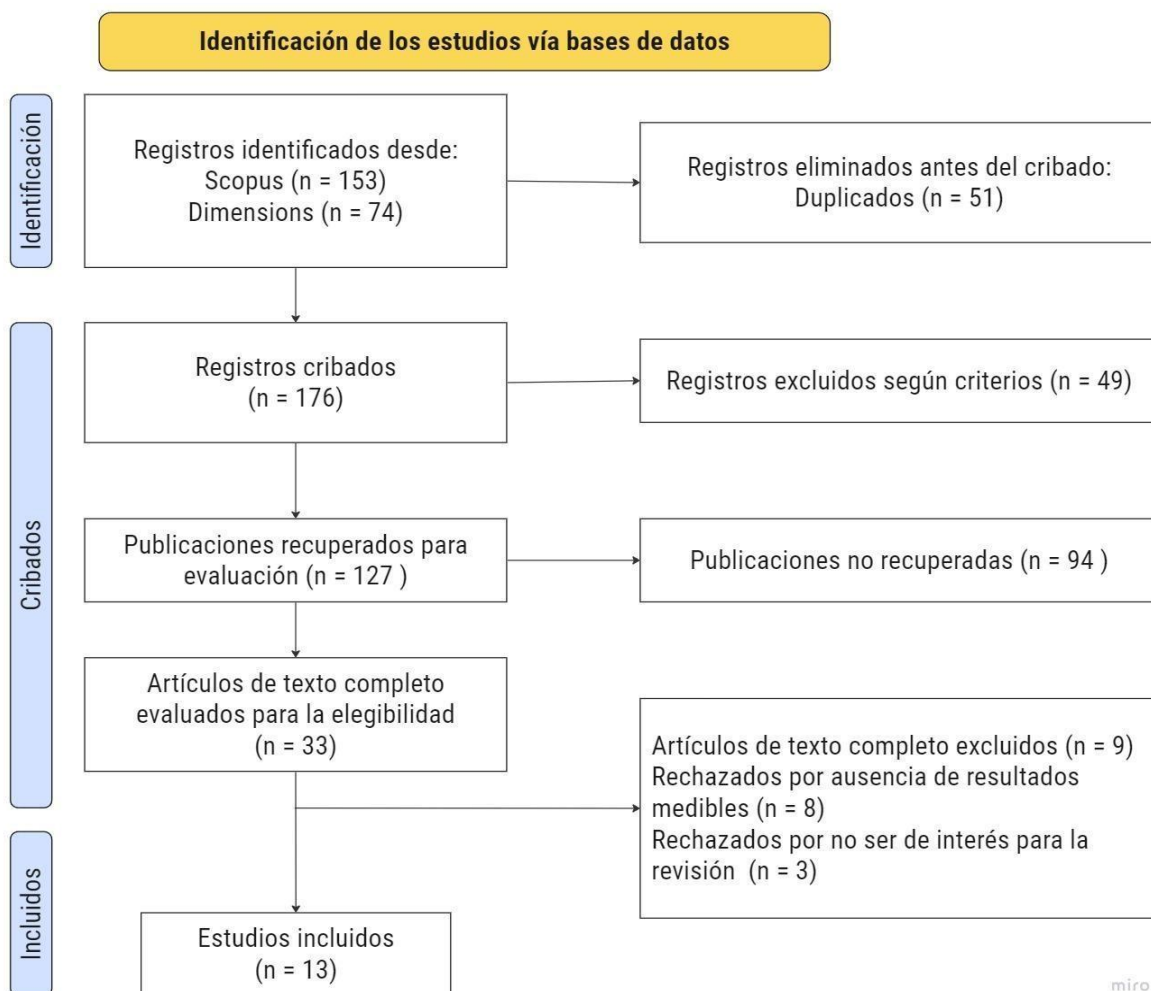 Identificación de los estudios vía bases de datos
Identificación
Registros identificados desde:
Scopus (n = 153)
Dimensions (n = 74)
Registros eliminados antes del cribado:
Duplicados (n = 51)
Cribados
Registros cribados
(n = 176)
Registros excluidos según criterios (n = 49)
Publicaciones recuperados para
evaluación (n = 127 )
Publicaciones no recuperadas (n = 94 )
Artículos de texto completo
evaluados para la elegibilidad
(n = 33)
Artículos de texto completo excluidos (n = 9)
Rechazados por ausencia de resultados
medibles (n = 8)
Rechazados por no ser de interés para la
revisión (n = 3)
Incluidos
Estudios incluidos
(n = 13)
miro